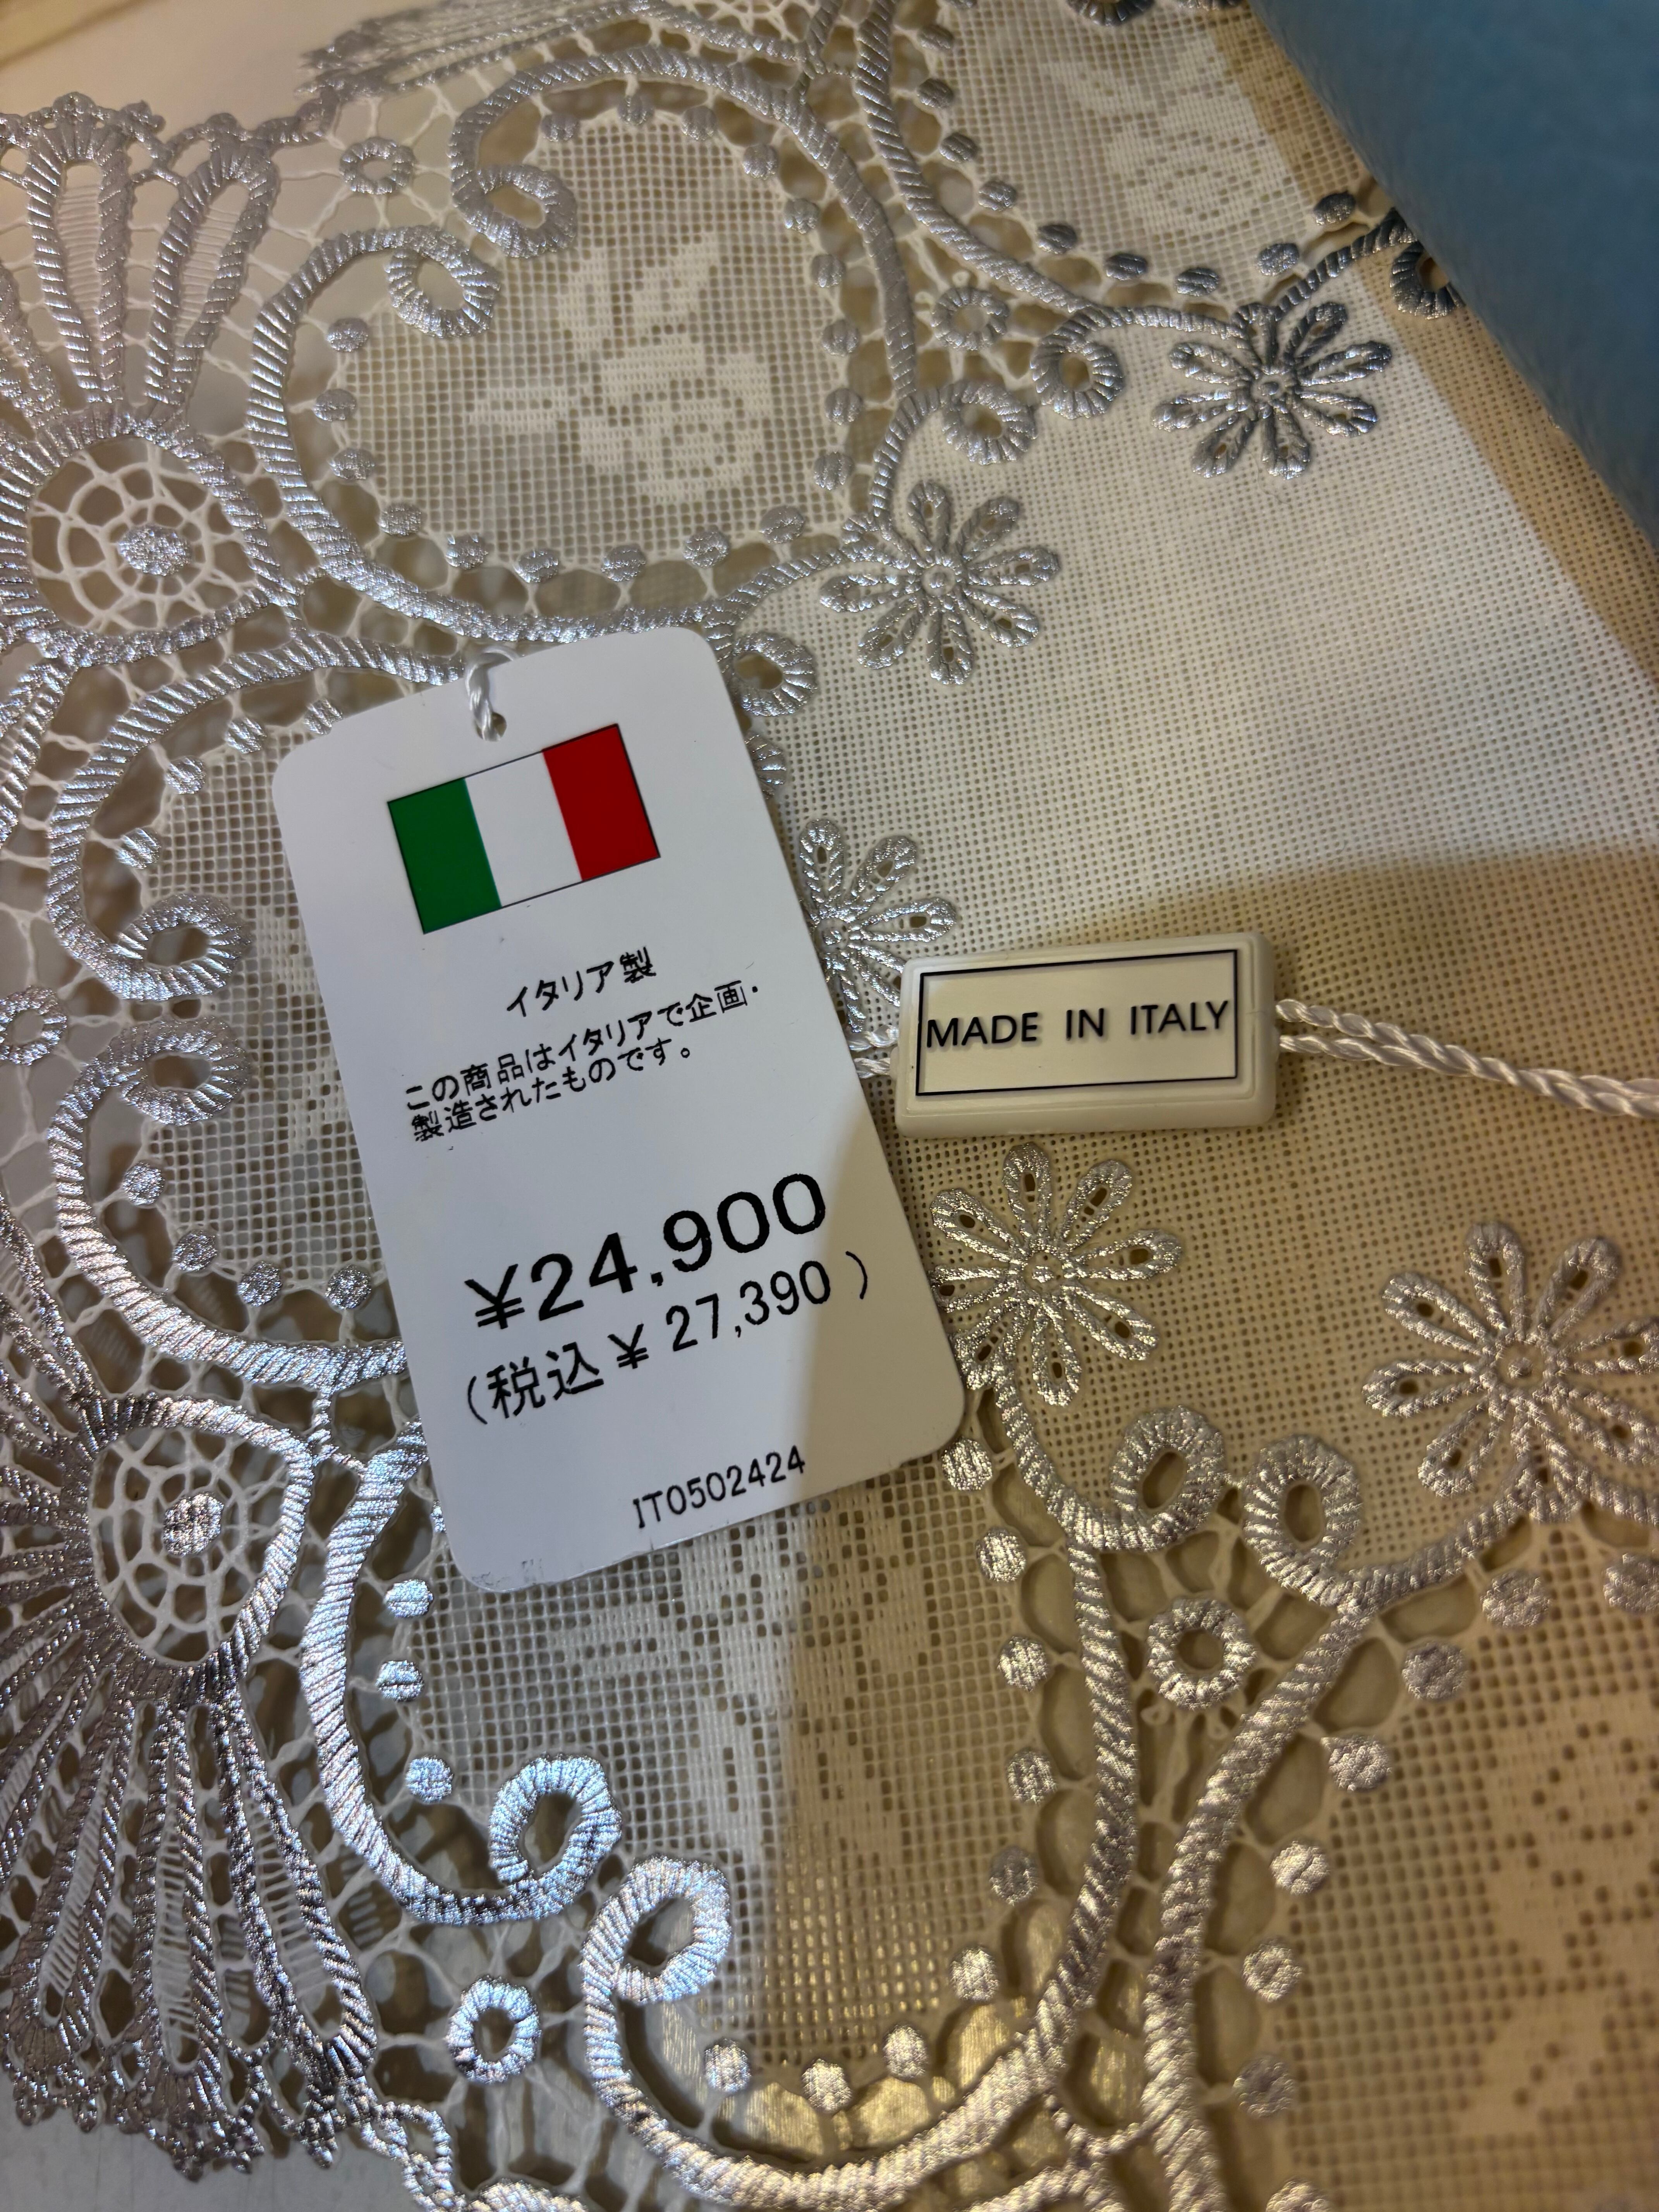 イタリア製
この商品はイタリアで企画・
製造されたものです。
¥24,900
(税込¥27,390)
IT0502424
MADE IN ITALY